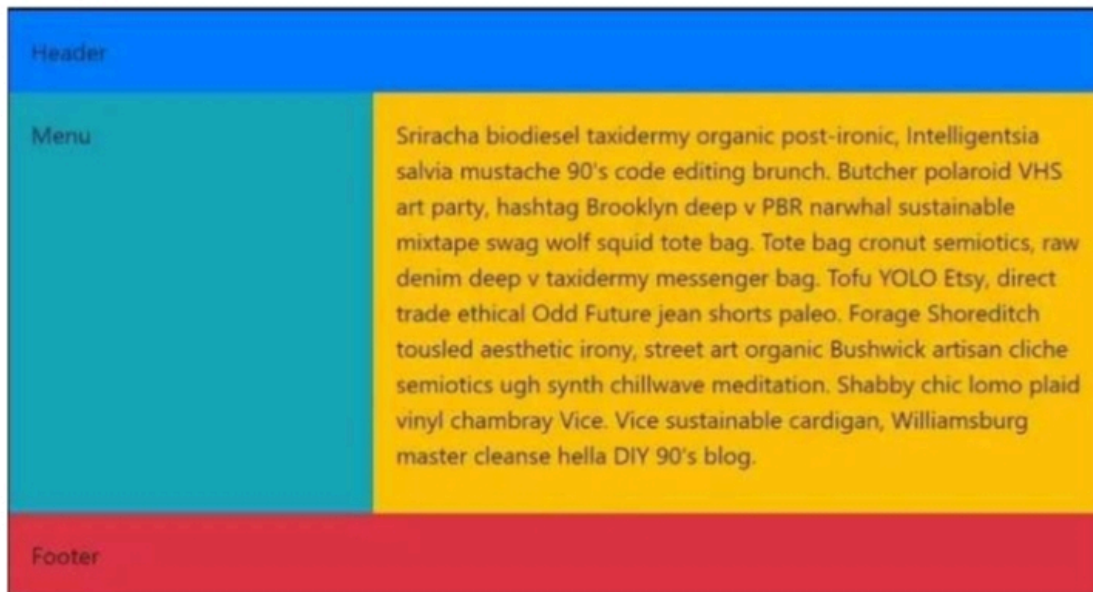 Header
Menu
Sriracha biodiesel taxidermy organic post-ironic, Intelligentsia
salvia mustache 90's code editing brunch. Butcher polaroid VHS
art party, hashtag Brooklyn deep v PBR narwhal sustainable
mixtape swag wolf squid tote bag. Tote bag cronut semiotics, raw
denim deep v taxidermy messenger bag. Tofu YOLO Etsy, direct
trade ethical Odd Future jean shorts paleo. Forage Shoreditch
tousled aesthetic irony, street art organic Bushwick artisan cliche
semiotics ugh synth chillwave meditation. Shabby chic lomo plaid
vinyl chambray Vice. Vice sustainable cardigan, Williamsburg
master cleanse hella DIY 90's blog.
Footer